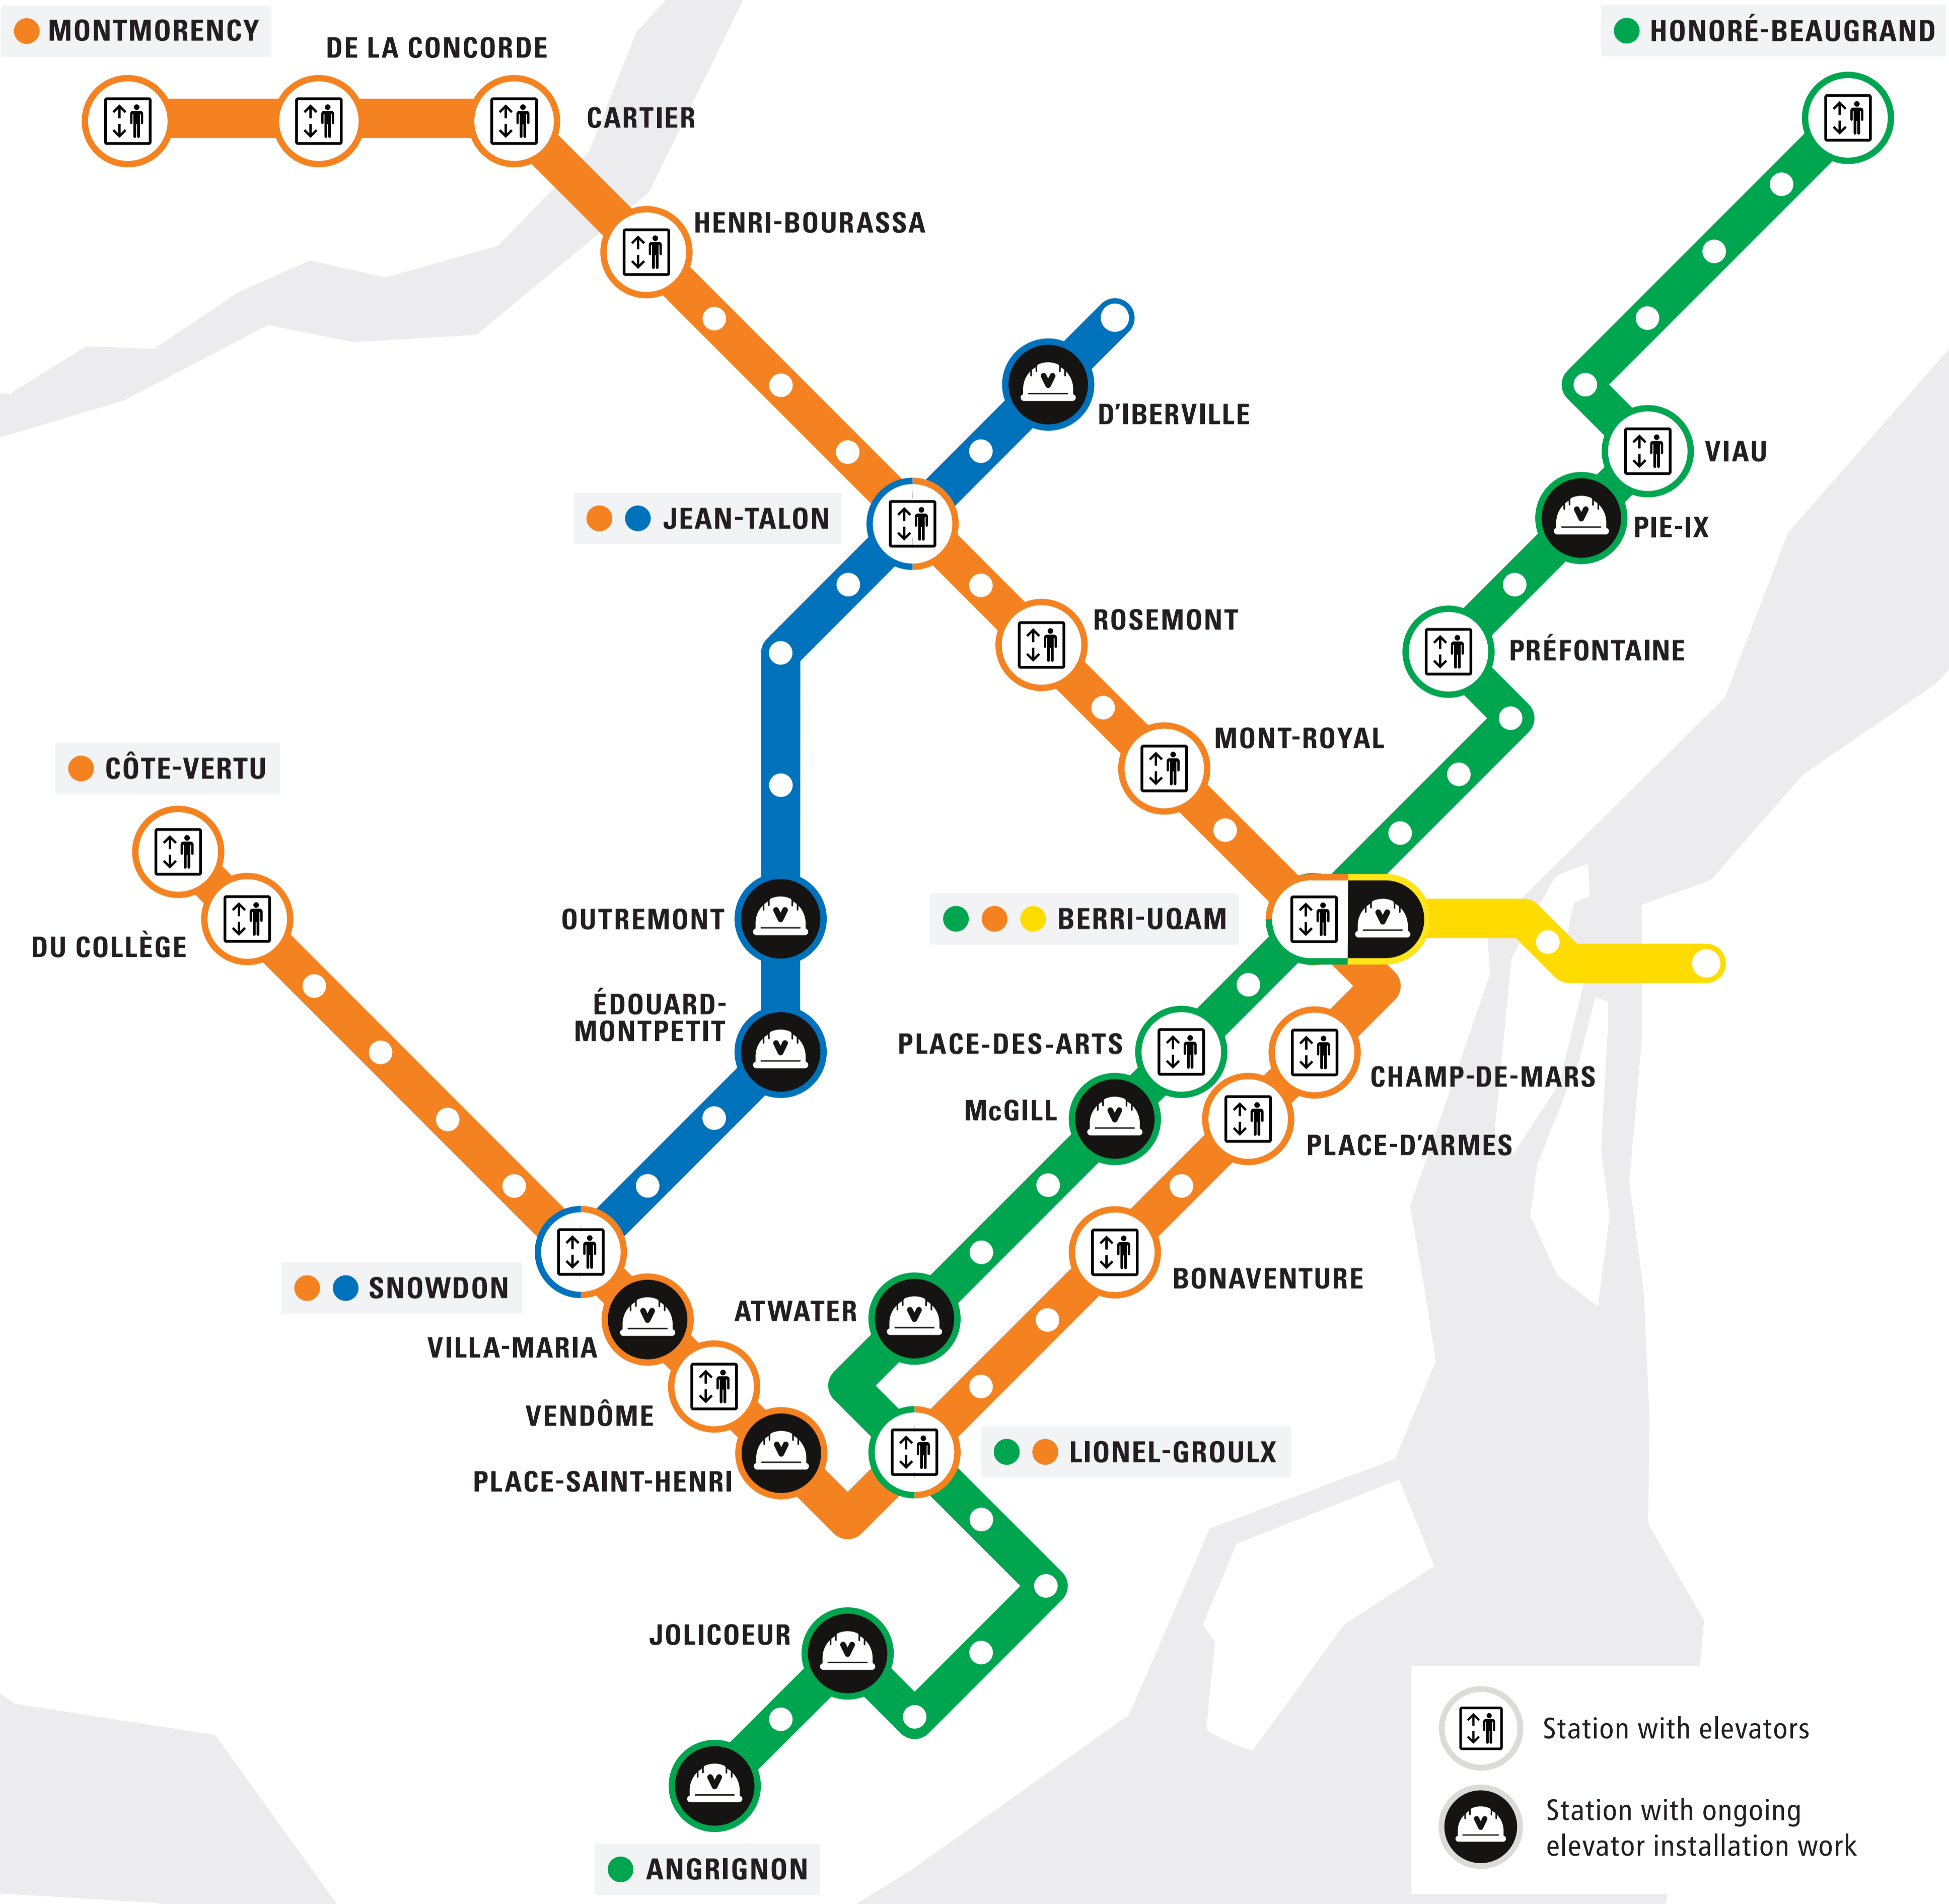 MONTMORENCY
HONORÉ-BEAUGRAND
DE LA CONCORDE
CARTIER
HENRI-BOURASSA
D'IBERVILLE
VIAU
JEAN-TALON
PIE-IX
ROSEMONT
PRÉFONTAINE
MONT-ROYAL
CÔTE-VERTU
OUTREMONT
BERRI-UQAM
DU COLLÈGE
ÉDOUARD-
MONTPETIT
PLACE-DES-ARTS
CHAMP-DE-MARS
McGILL
PLACE-D'ARMES
BONAVENTURE
SNOWDON
ATWATER
VILLA-MARIA
VENDÔME
LIONEL-GROULX
PLACE-SAINT-HENRI
JOLICOEUR
Station with elevators
Station with ongoing
elevator installation work
ANGRIGNON